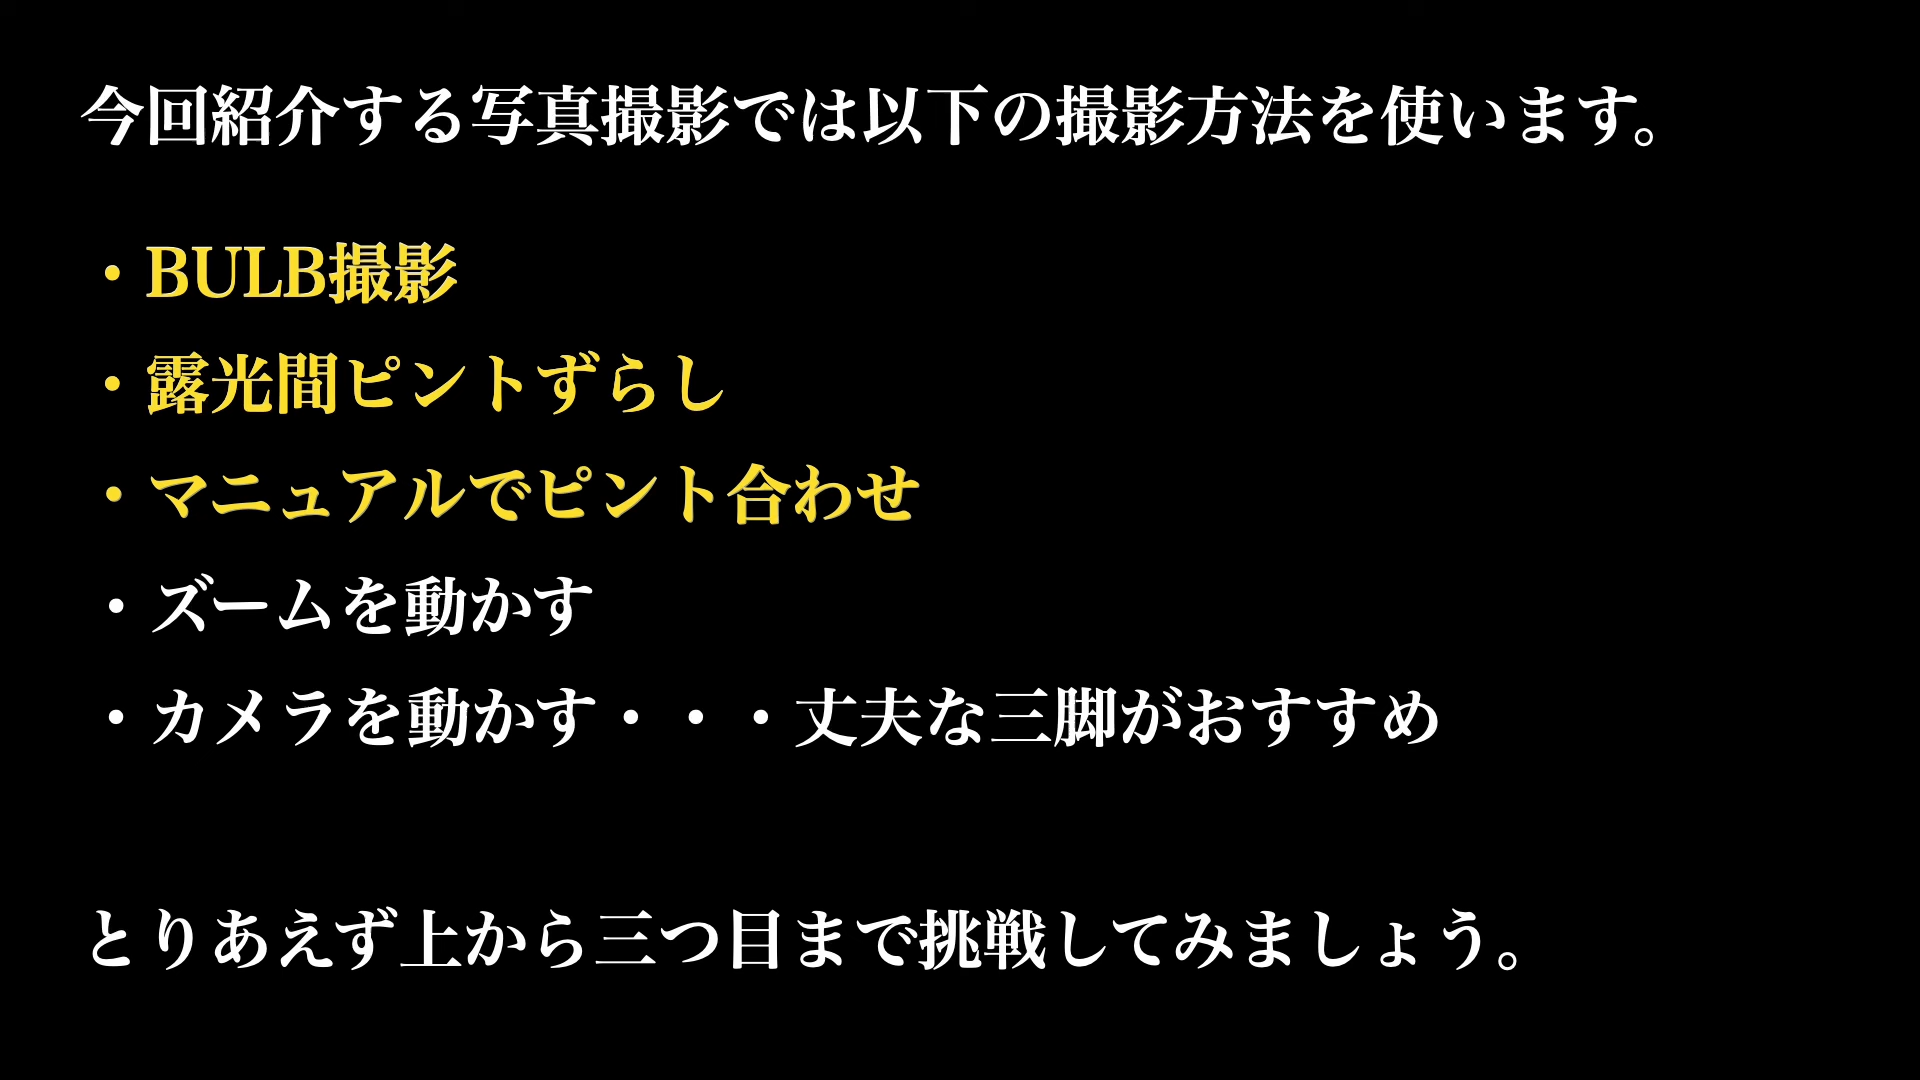 今回紹介する写真撮影では以下の撮影方法を使います。
・BULB撮影
・露光間ピントずらし
・マニュアルでピント合わせ
・ズームを動かす
・カメラを動かす・・・丈夫な三脚がおすすめ
とりあえず上から三つ目まで挑戦してみましょう。